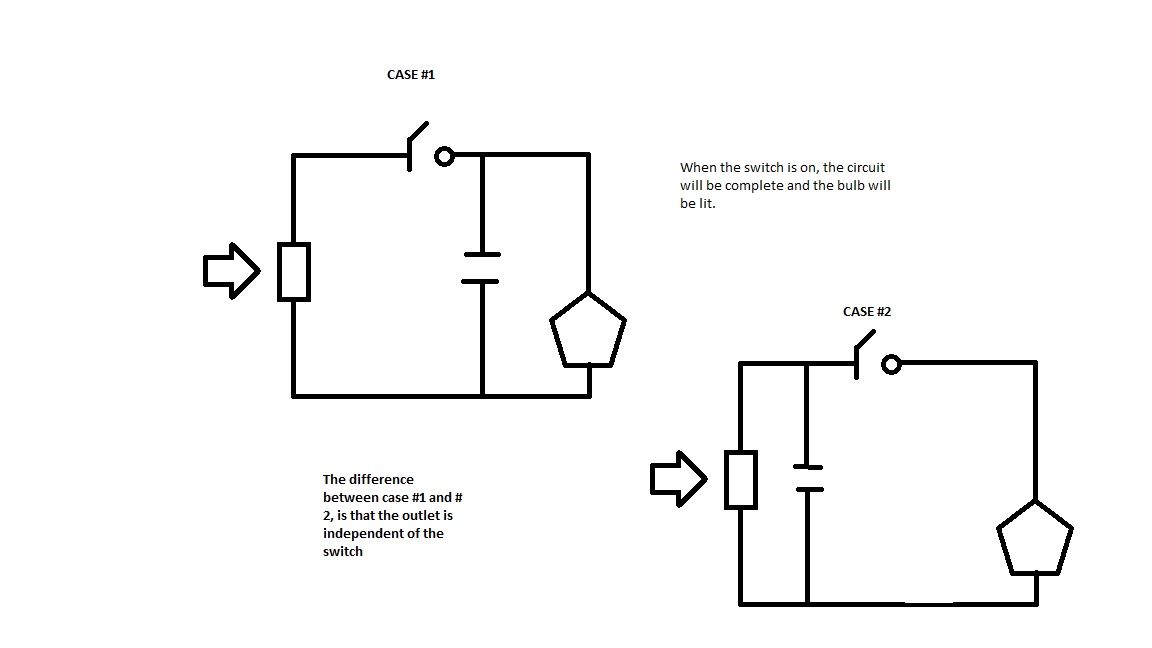 CASE #1
When the switch is on, the circuit
will be complete and the bulb will
be lit.
CASE #2
The difference
between case #1 and #
2, is that the outlet is
independent of the
switch